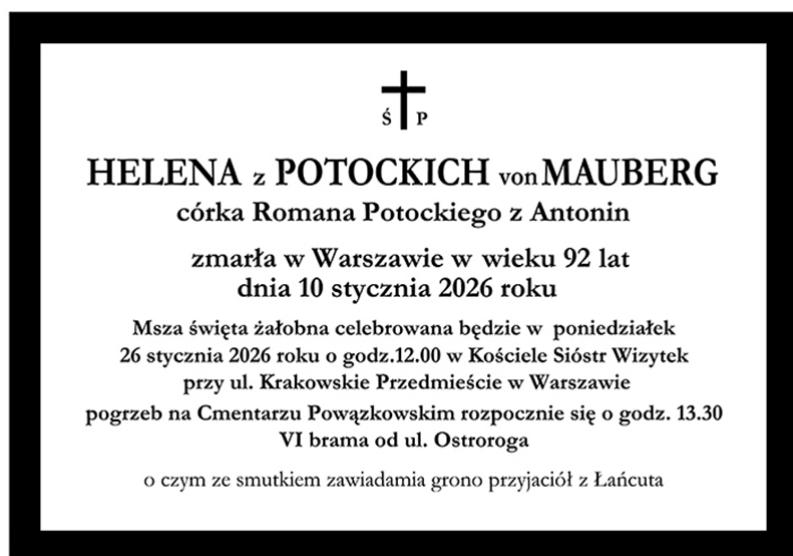 Ś P
HELENA z POTOCKICH von MAUBERG
córka Romana Potockiego z Antonin
zmarła w Warszawie w wieku 92 lat
dnia 10 stycznia 2026 roku
Msza święta żałobna celebrowana będzie w poniedziałek
26 stycznia 2026 roku o godz.12.00 w Kościele Sióstr Wizytek
przy ul. Krakowskie Przedmieście w Warszawie
pogrzeb na Cmentarzu Powązkowskim rozpocznie się o godz. 13.30
VI brama od ul. Ostroroga
o czym ze smutkiem zawiadamia grono przyjaciół z Łańcuta